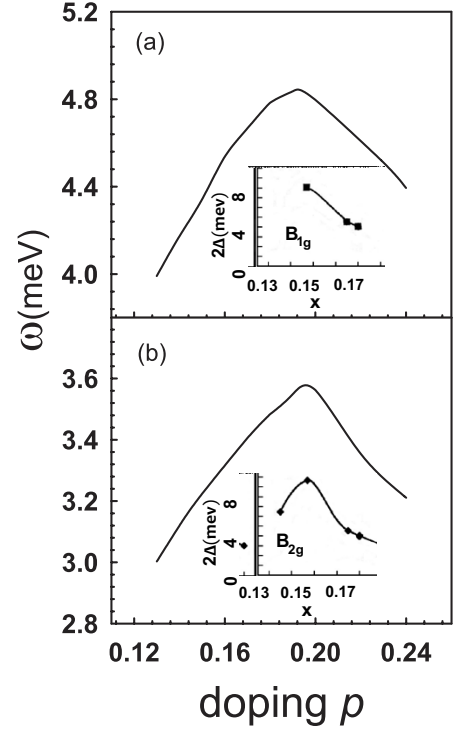 5.2
(a)
4.8
4.4
4.0
ω(meV)
8
4
0
2Δ(mev)
B1g
0.13 0.15 0.17
x
(b)
3.6
3.4
3.2
3.0
2.8
8
4
0
2Δ(mev)
B2g
0.13 0.15 0.17
x
0.12 0.16 0.20 0.24
doping p